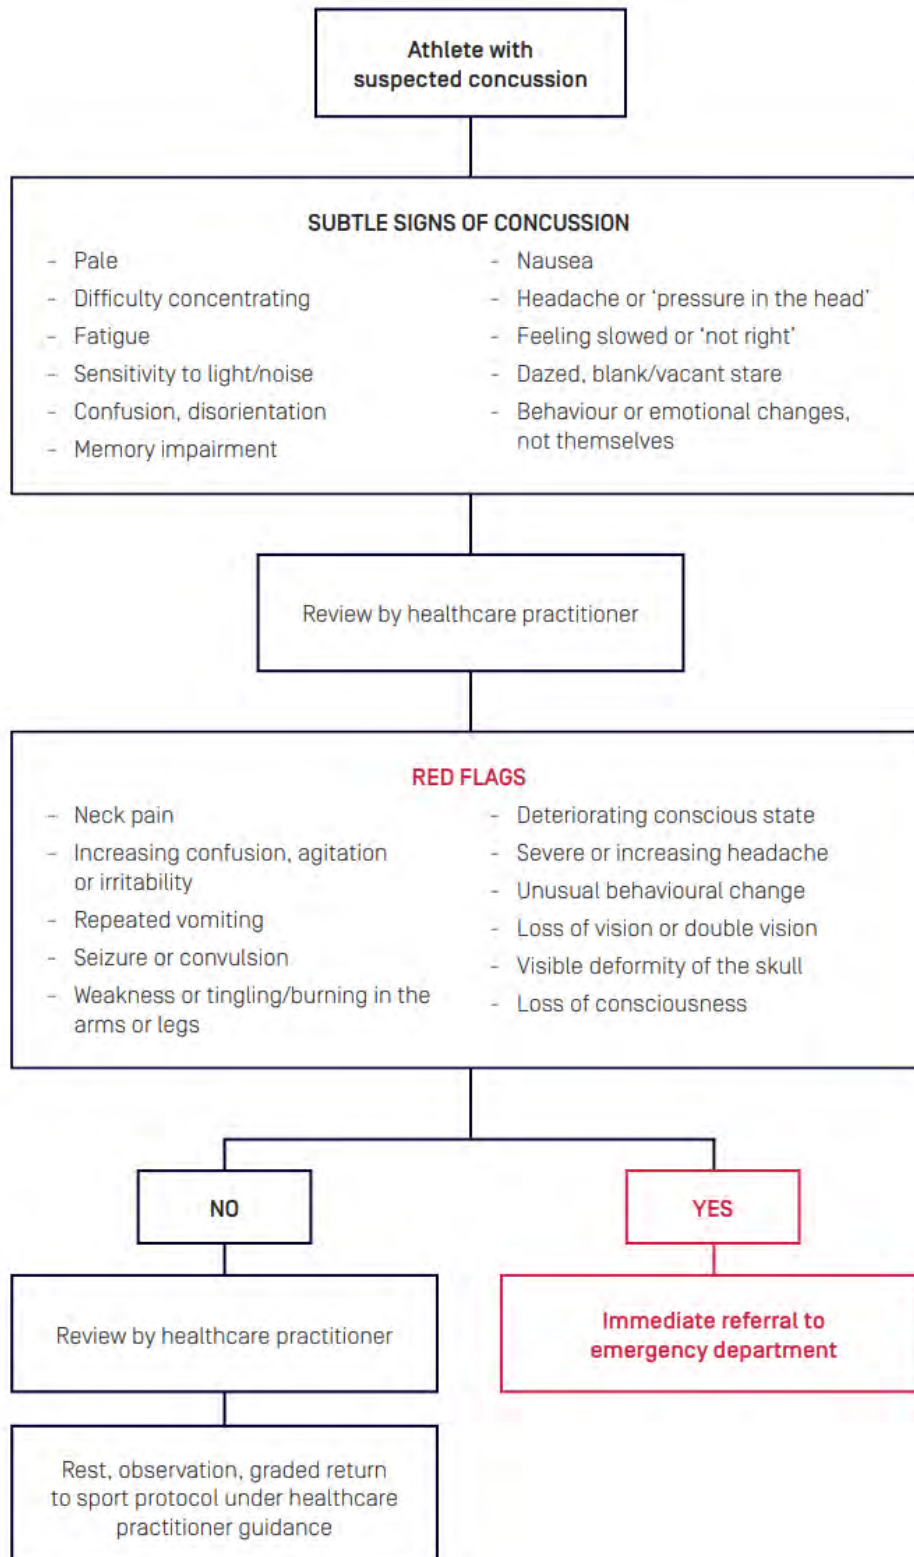 Athlete with
suspected concussion
SUBTLE SIGNS OF CONCUSSION
- Pale
- Difficulty concentrating
- Fatigue
- Sensitivity to light/noise
- Confusion, disorientation
- Memory impairment
- Nausea
- Headache or ‘pressure in the head’
- Feeling slowed or ‘not right’
- Dazed, blank/vacant stare
- Behaviour or emotional changes,
not themselves
Review by healthcare practitioner
RED FLAGS
- Neck pain
- Increasing confusion, agitation
or irritability
- Repeated vomiting
- Seizure or convulsion
- Weakness or tingling/burning in the
arms or legs
- Deteriorating conscious state
- Severe or increasing headache
- Unusual behavioural change
- Loss of vision or double vision
- Visible deformity of the skull
- Loss of consciousness
NO
Review by healthcare practitioner
Rest, observation, graded return
to sport protocol under healthcare
practitioner guidance
YES
Immediate referral to
emergency department